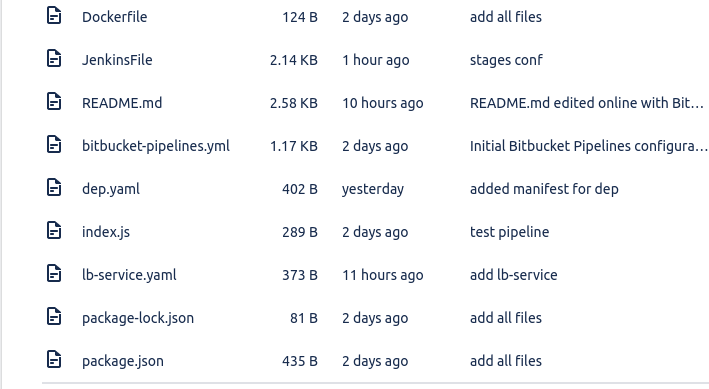 Dockerfile 124 B 2 days ago add all files
JenkinsFile 2.14 KB 1 hour ago stages conf
README.md 2.58 KB 10 hours ago README.md edited online with Bit...
bitbucket-pipelines.yml 1.17 KB 2 days ago Initial Bitbucket Pipelines configura...
dep.yaml 402 B yesterday added manifest for dep
index.js 289 B 2 days ago test pipeline
lb-service.yaml 373 B 11 hours ago add lb-service
package-lock.json 81 B 2 days ago add all files
package.json 435 B 2 days ago add all files